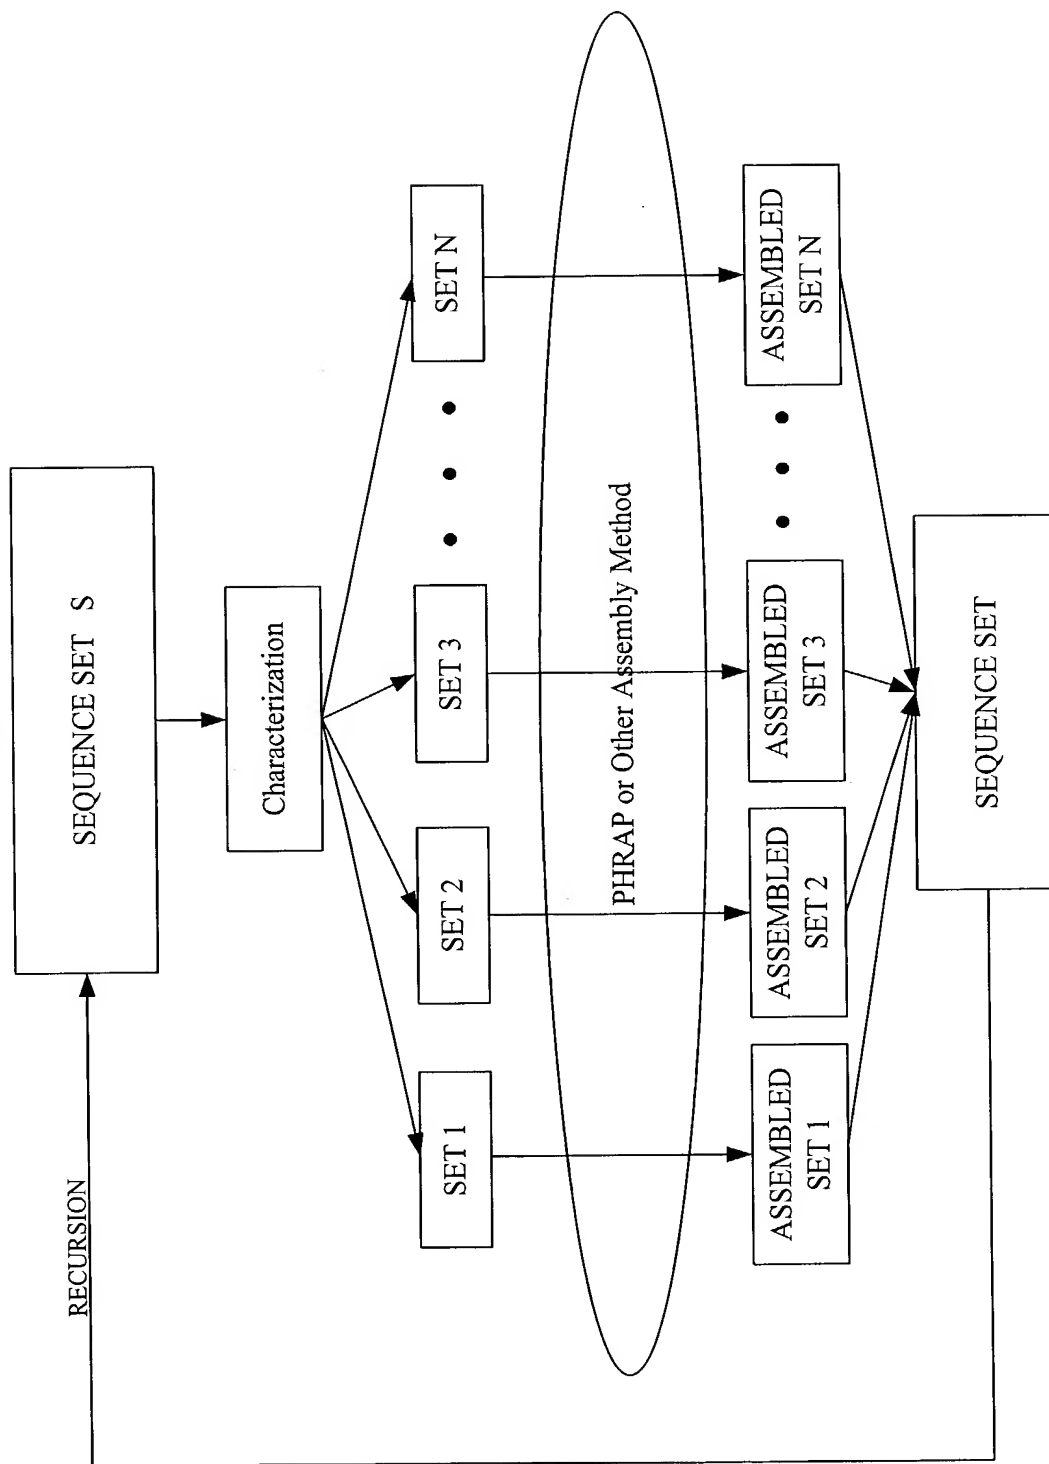 RECURSION
SEQUENCE SET S
Characterization
SET 1
SET 2
SET 3
SET N
PHRAP or Other Assembly Method
ASSEMBLED
SET 1
ASSEMBLED
SET 2
ASSEMBLED
SET 3
ASSEMBLED
SET N
SEQUENCE SET